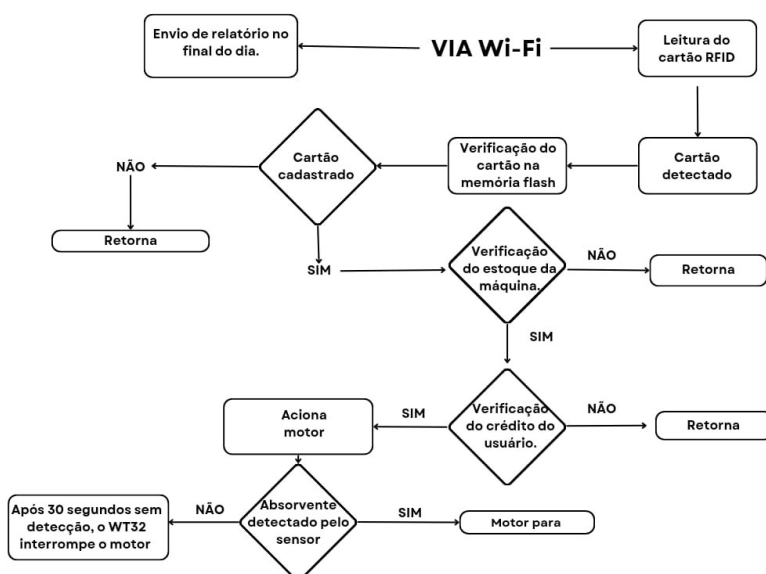 Envio de relatório no
final do dia.
VIA Wi-Fi
Leitura do
cartão RFID
Cartão
detectado
Verificação do
cartão na
memória flash
Cartão
cadastrado
NÃO
Retorna
SIM
Verificação
do estoque da
máquina.
NÃO
Retorna
SIM
Verificação
do crédito do
usuário.
NÃO
Retorna
SIM
Aciona
motor
Absorvente
detectado pelo
sensor
NÃO
Após 30 segundos sem
detecção, o WT32
interrompe o motor
SIM
Motor para